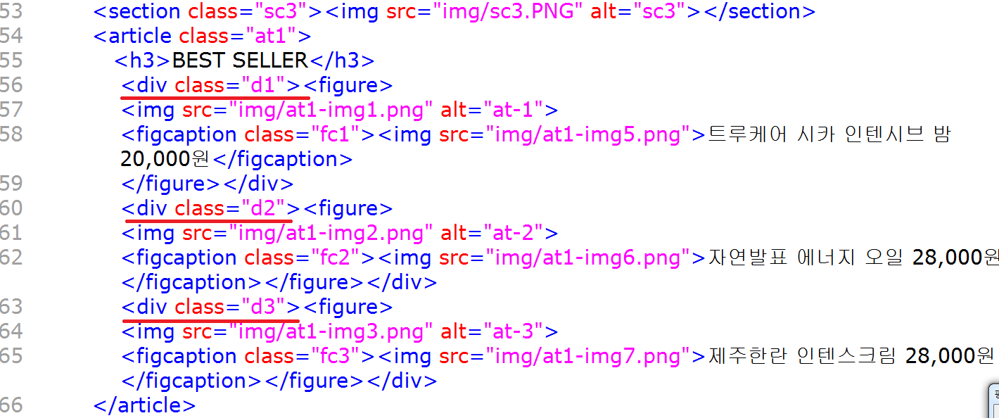 53 <section class="sc3"><img src="img/sc3.PNG" alt="sc3"></section>
54 <article class="at1">
55 <h3>BEST SELLER</h3>
56 <div class="d1"><figure>
57 <img src="img/at1-img1.png" alt="at-1">
58 <figcaption class="fc1"><img src="img/at1-img5.png">트루케어 시카 인텐시브 밤
20,000원</figcaption>
59 </figure></div>
60 <div class="d2"><figure>
61 <img src="img/at1-img2.png" alt="at-2">
62 <figcaption class="fc2"><img src="img/at1-img6.png">자연발표 에너지 오일 28,000원
</figcaption></figure></div>
63 <div class="d3"><figure>
64 <img src="img/at1-img3.png" alt="at-3">
65 <figcaption class="fc3"><img src="img/at1-img7.png">제주한란 인텐스크림 28,000원
</figcaption></figure></div>
66 </article>